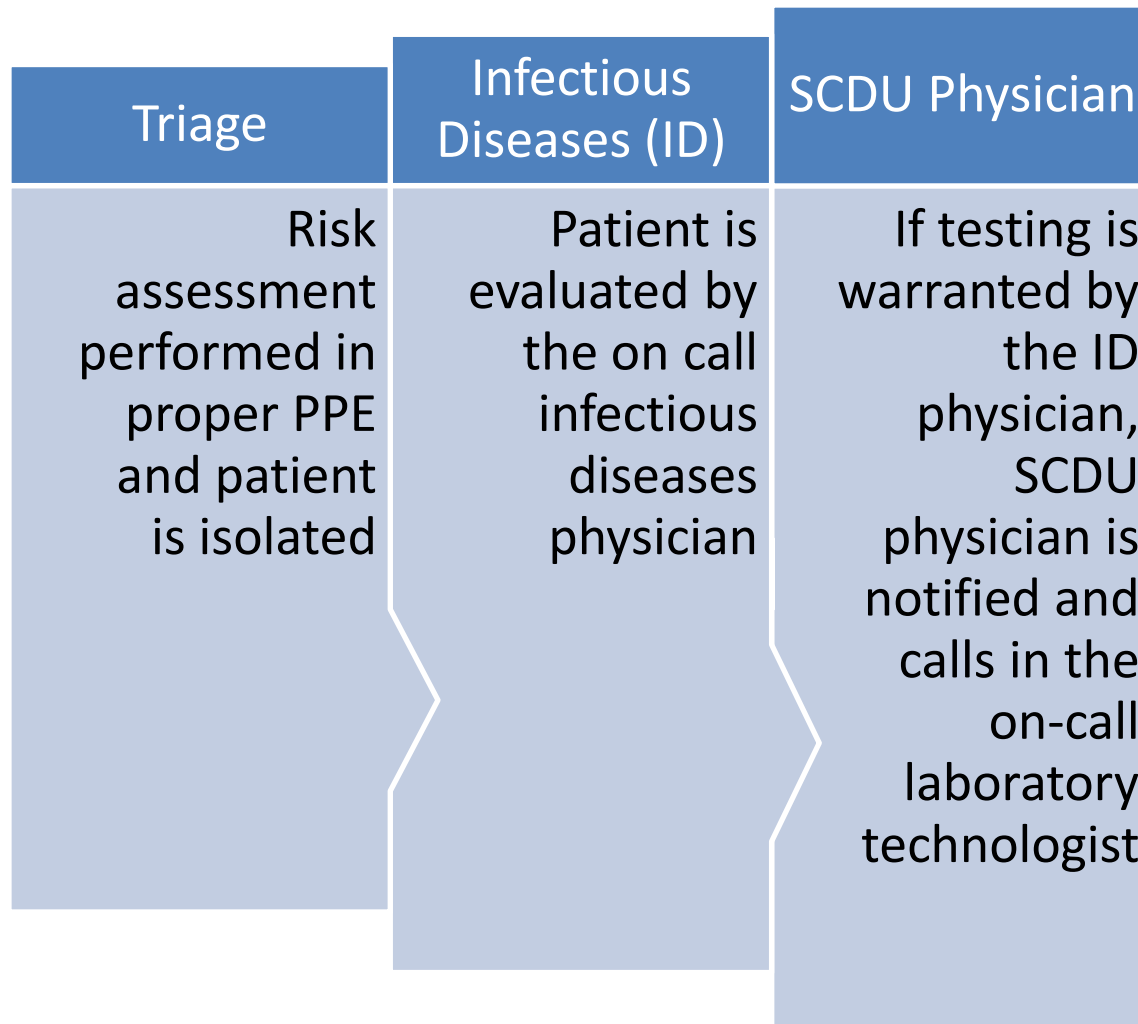 Triage
Risk
assessment
performed in
proper PPE
and patient
is isolated
Infectious
Diseases (ID)
Patient is
evaluated by
the on call
infectious
diseases
physician
SCDU Physician
If testing is
warranted by
the ID
physician,
SCDU
physician is
notified and
calls in the
on-call
laboratory
technologist